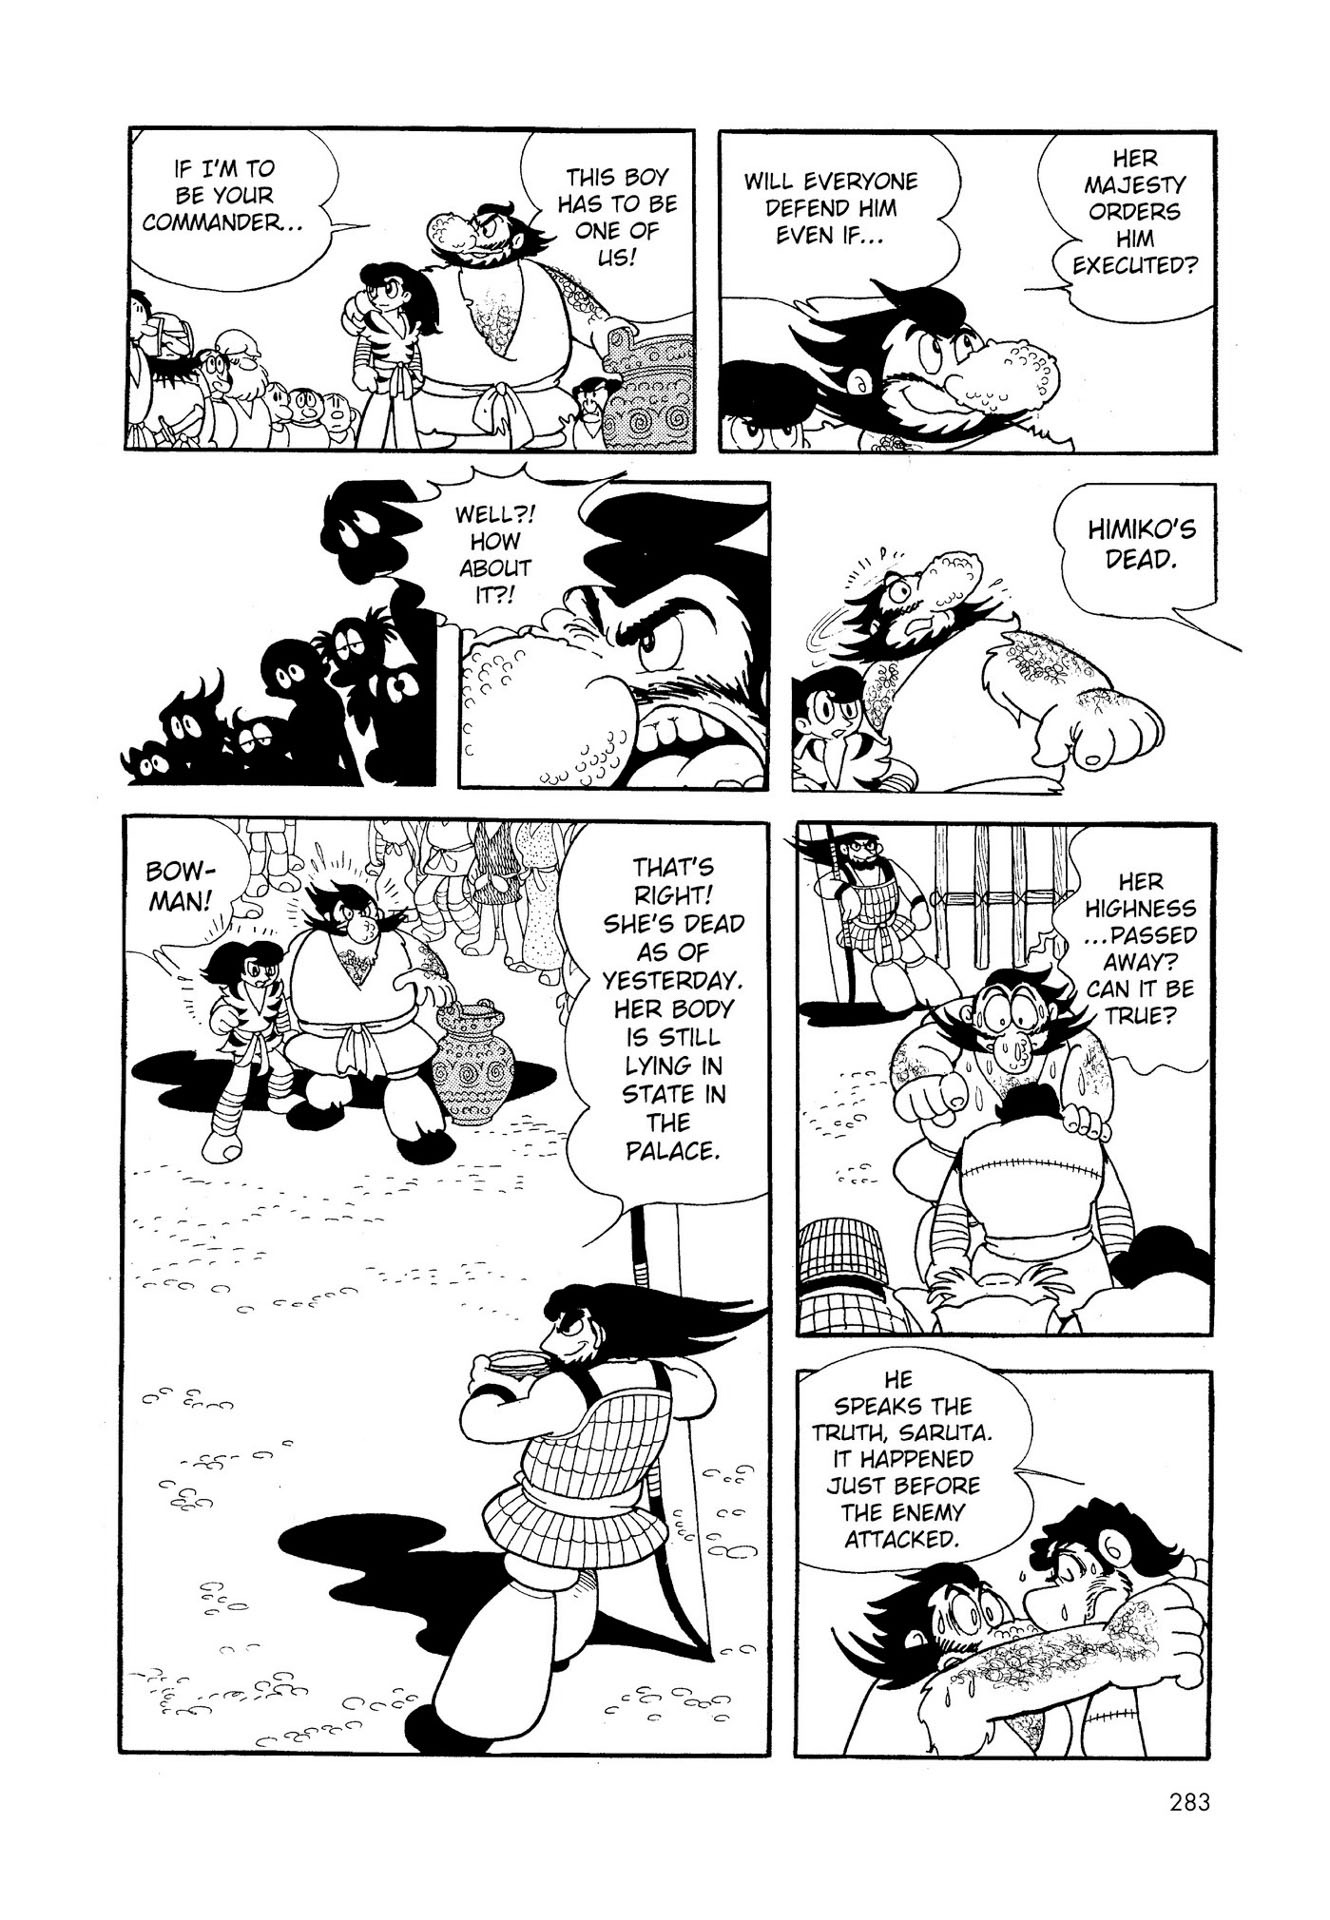 IF I'M TO
BE YOUR
COMMANDER...
THIS BOY
HAS TO BE
ONE OF
US!
WILL EVERYONE
DEFEND HIM
EVEN IF...
HER
MAJESTY
ORDERS
HIM
EXECUTED?
WELL?!
HOW
ABOUT
IT?!
HIMIKO'S
DEAD.
BOW-
MAN!
THAT'S
RIGHT!
SHE'S DEAD
AS OF
YESTERDAY.
HER BODY
IS STILL
LYING IN
STATE IN
THE
PALACE.
HER
HIGHNESS
...PASSED
AWAY?
CAN IT BE
TRUE?
HE
SPEAKS THE
TRUTH, SARUTA.
IT HAPPENED
JUST BEFORE
THE ENEMY
ATTACKED.
283